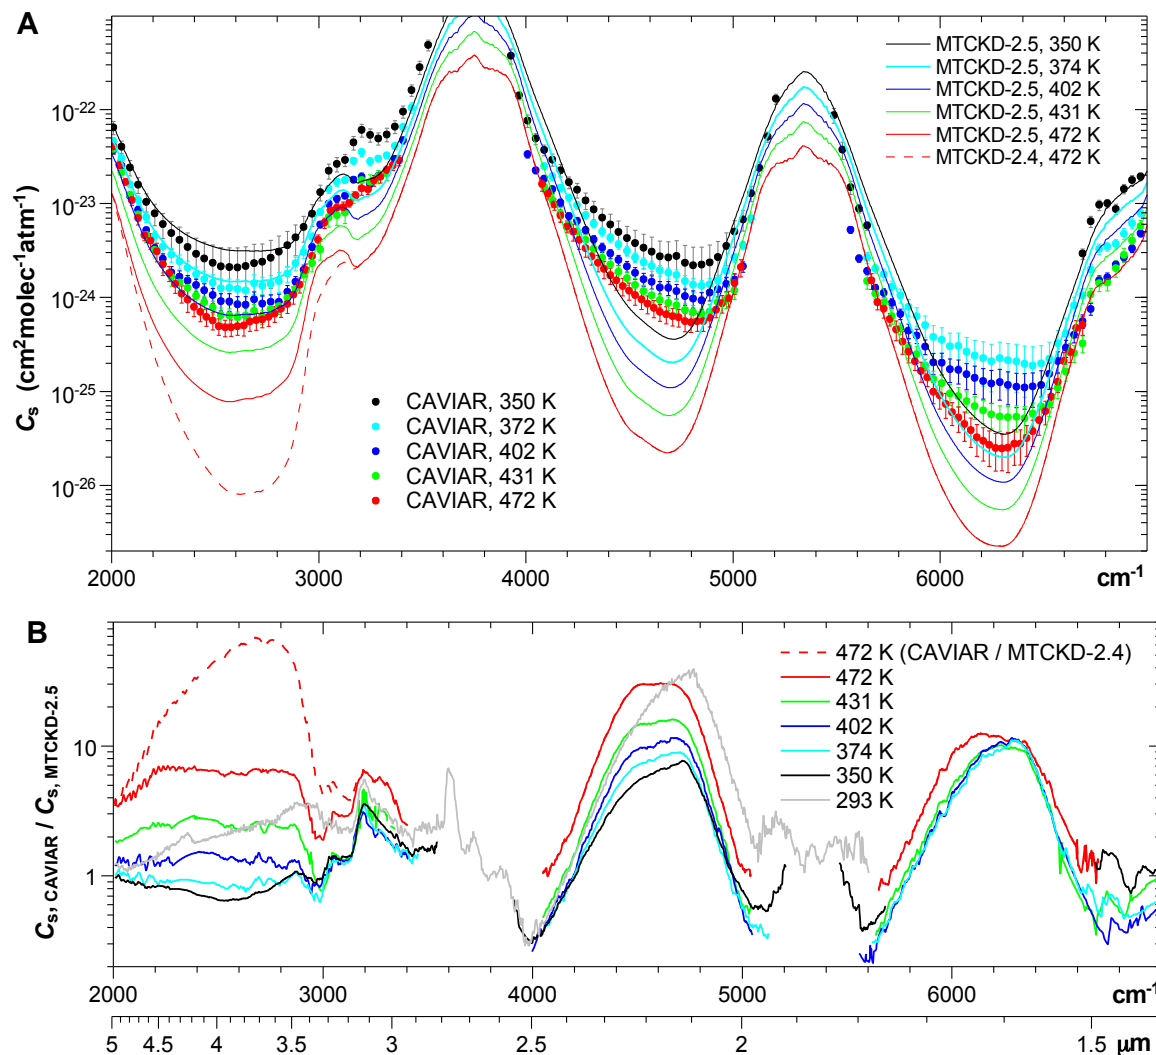 A
C_s (cm²molec⁻¹atm⁻¹)
10⁻²²
10⁻²³
10⁻²⁴
10⁻²⁵
10⁻²⁶
MTCKD-2.5, 350 K
MTCKD-2.5, 374 K
MTCKD-2.5, 402 K
MTCKD-2.5, 431 K
MTCKD-2.5, 472 K
MTCKD-2.4, 472 K
CAVIAR, 350 K
CAVIAR, 372 K
CAVIAR, 402 K
CAVIAR, 431 K
CAVIAR, 472 K
2000 3000 4000 5000 6000 cm⁻¹
B
C_s, CAVIAR / C_s, MTCKD-2.5
10
1
472 K (CAVIAR / MTCKD-2.4)
472 K
431 K
402 K
374 K
350 K
293 K
2000 3000 4000 5000 6000 cm⁻¹
5 4.5 4 3.5 3 2.5 2 1.5 μm